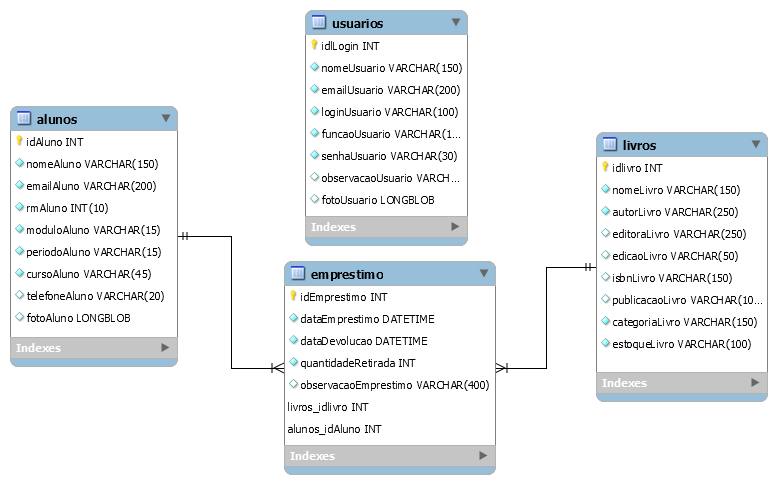 usuarios
idlLogin INT
nomeUsuario VARCHAR(150)
emailUsuario VARCHAR(200)
loginUsuario VARCHAR(100)
funcaoUsuario VARCHAR(1...
senhaUsuario VARCHAR(30)
observacaoUsuario VARCH...
fotoUsuario LONGBLOB
Indexes
alunos
idAluno INT
nomeAluno VARCHAR(150)
emailAluno VARCHAR(200)
rmAluno INT(10)
moduloAluno VARCHAR(15)
periodoAluno VARCHAR(15)
cursoAluno VARCHAR(45)
telefoneAluno VARCHAR(20)
fotoAluno LONGBLOB
Indexes
livros
idlivro INT
nomeLivro VARCHAR(150)
autorLivro VARCHAR(250)
editoraLivro VARCHAR(250)
edicaoLivro VARCHAR(50)
isbnLivro VARCHAR(150)
publicacaoLivro VARCHAR(10...
categoriaLivro VARCHAR(150)
estoqueLivro VARCHAR(100)
Indexes
emprestimo
idEmprestimo INT
dataEmprestimo DATETIME
dataDevolucao DATETIME
quantidadeRetirada INT
observacaoEmprestimo VARCHAR(400)
livros_idlivro INT
alunos_idAluno INT
Indexes